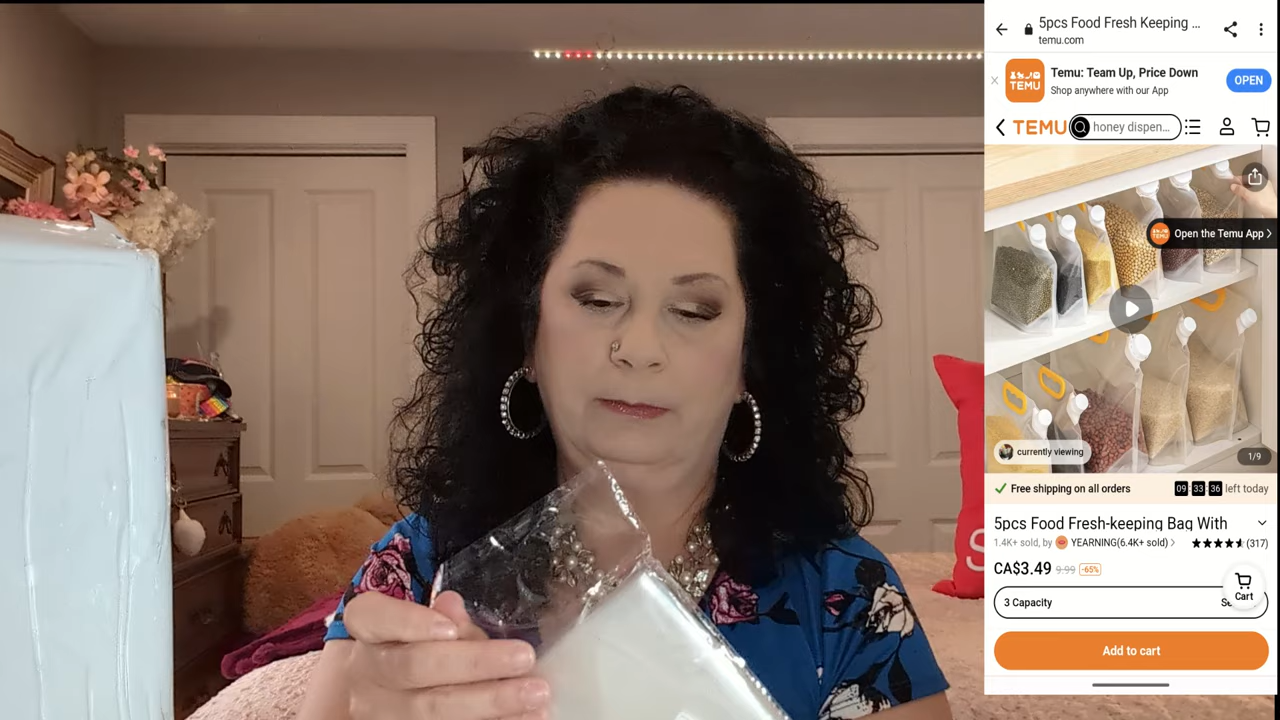 5pcs Food Fresh Keeping ...
temu.com
Temu: Team Up, Price Down
Shop anywhere with our App
OPEN
TEMU
TEMU
honey dispen...
Open the Temu App
currently viewing
1/9
Free shipping on all orders
09 33 36 left today
5pcs Food Fresh-keeping Bag With
1.4K+ sold, by YEARNING(6.4K+ sold)
(317)
CA$3.49 9.99 -65%
Cart
3 Capacity
Add to cart
S